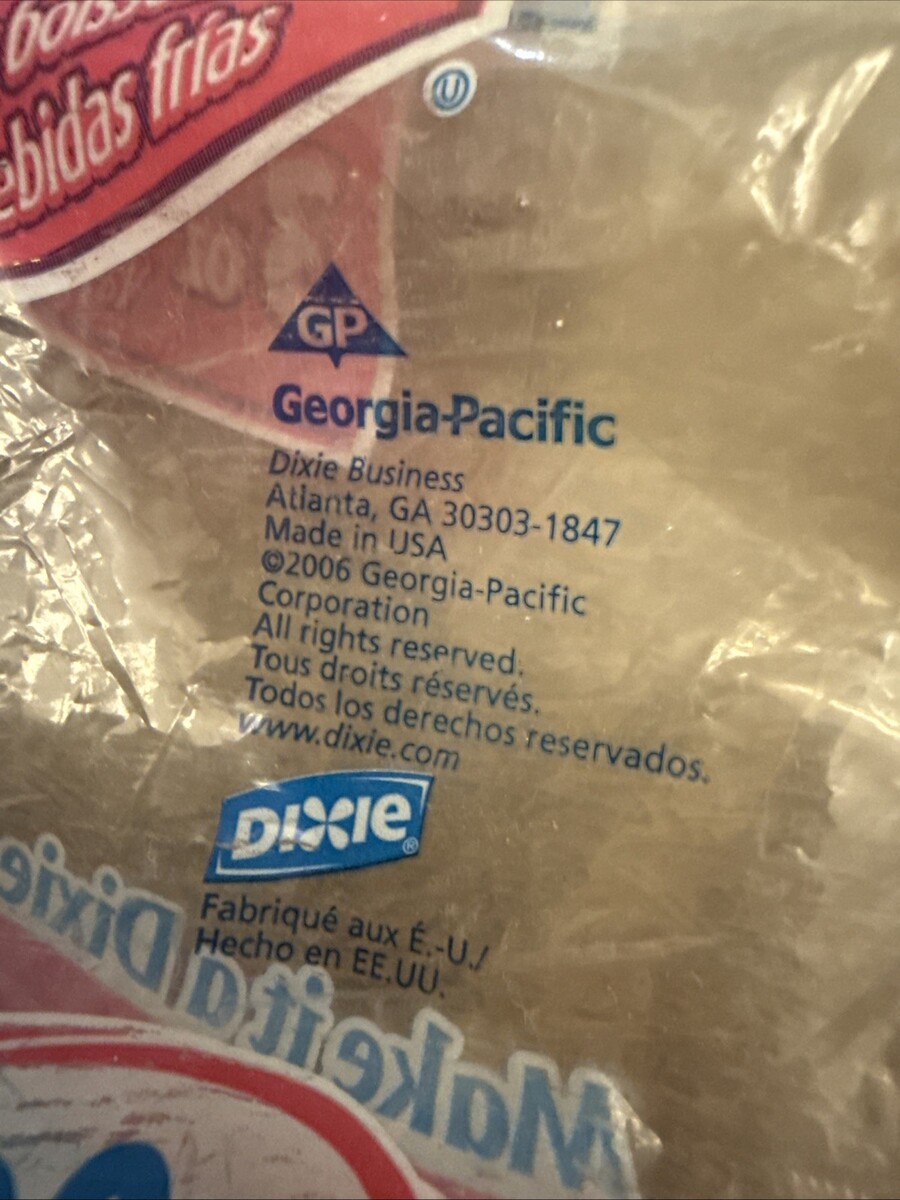 frías
Ⓤ
GP
Georgia-Pacific
Dixie Business
Atlanta, GA 30303-1847
Made in USA
©2006 Georgia-Pacific
Corporation
All rights reserved.
Tous droits réservés.
Todos los derechos reservados.
www.dixie.com
DIXIE®
Fabriqué aux É.-U./
Hecho en EE.UU.
Make it a Dixie